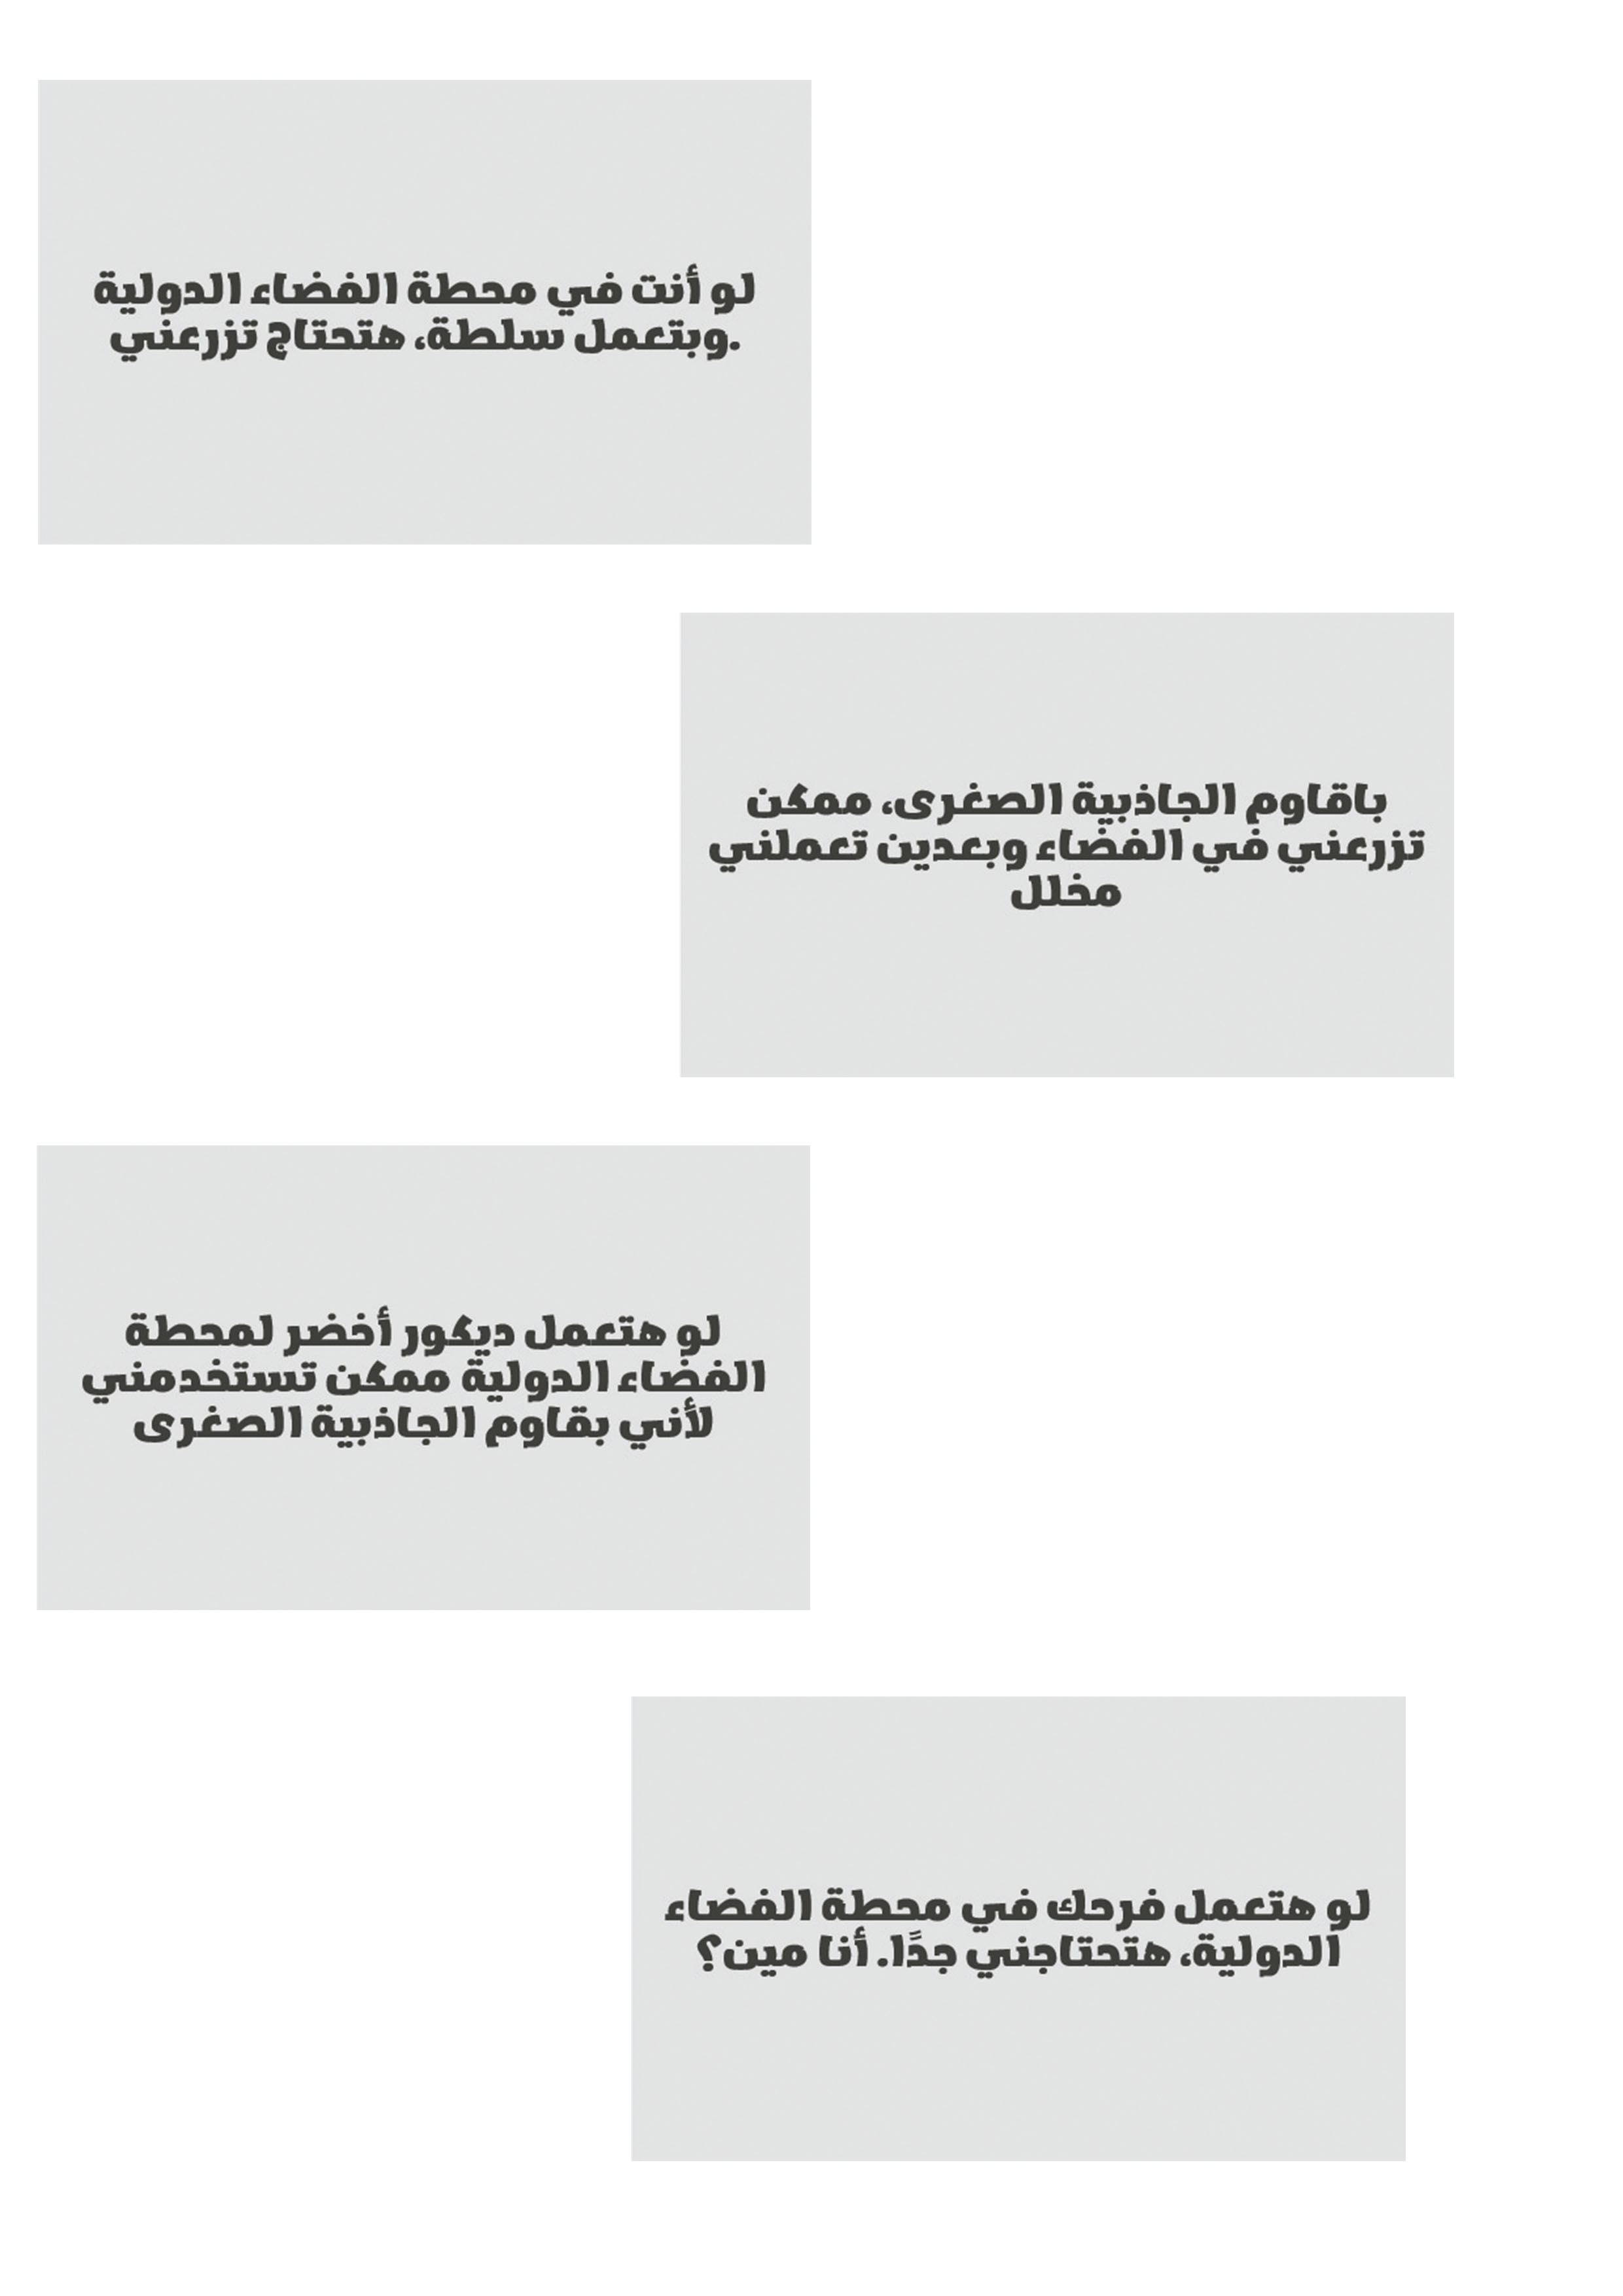 لو أنت في محطة الفضاء الدولية
وبتعمل سلطة، هتحتاج تزرعني.
باقاوم الجاذبية الصغرى، ممكن
تزرعني في الفضاء وبعدين تعملني
مخلل
لو هتعمل ديكور أخضر لمحطة
الفضاء الدولية ممكن تستخدمني
لأني بقاوم الجاذبية الصغرى
لو هتعمل فرحك في محطة الفضاء
الدولية، هتحتاجني جدًا. أنا مين؟